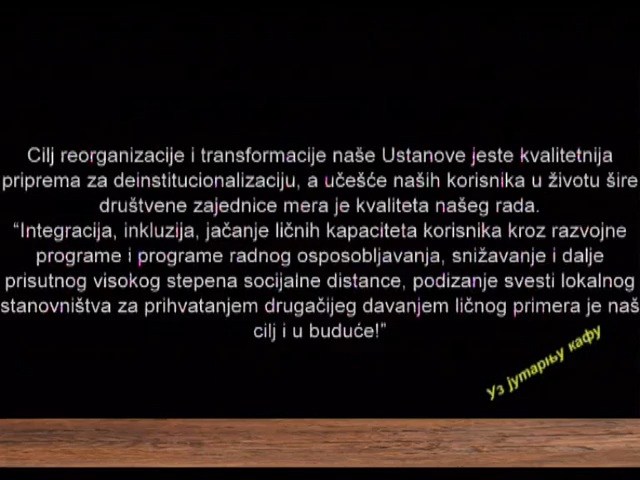 Cilj reorganizacije i transformacije naše Ustanove jeste kvalitetnija
priprema za deinstitucionalizaciju, a učešće naših korisnika u životu šire
društvene zajednice mera je kvaliteta našeg rada.
“Integracija, inkluzija, jačanje ličnih kapaciteta korisnika kroz razvojne
programe i programe radnog osposobljavanja, snižavanje i dalje
prisutnog visokog stepena socijalne distance, podizanje svesti lokalnog
stanovništva za prihvatanjem drugačijeg davanjem ličnog primera je naš
cilj i u buduće!“
Уз јутарњу кафу